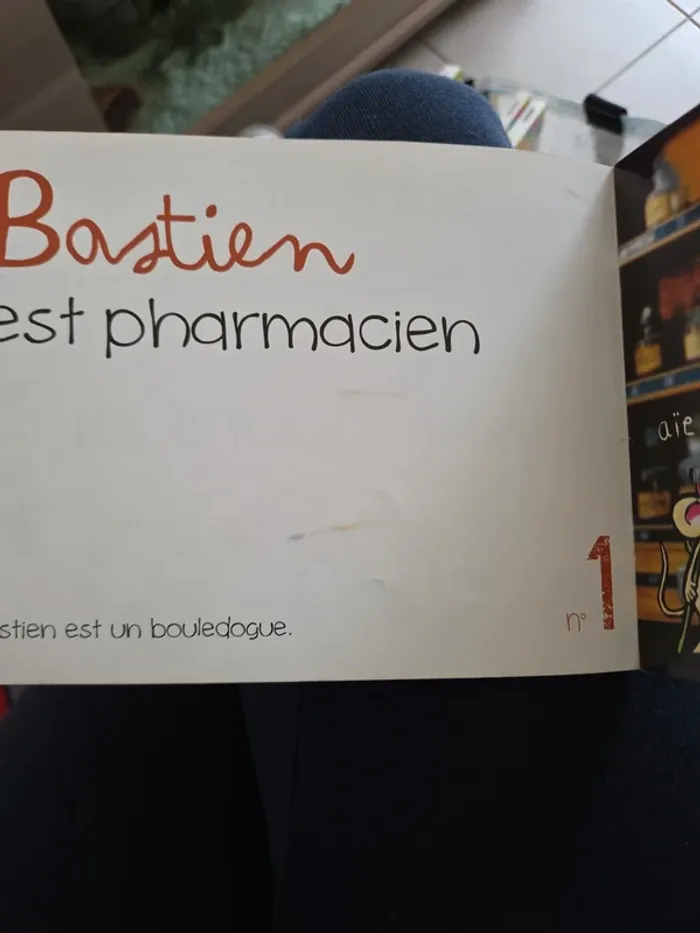 Bastien
est pharmacien
aïe
stien est un bouledogue.
n° 1